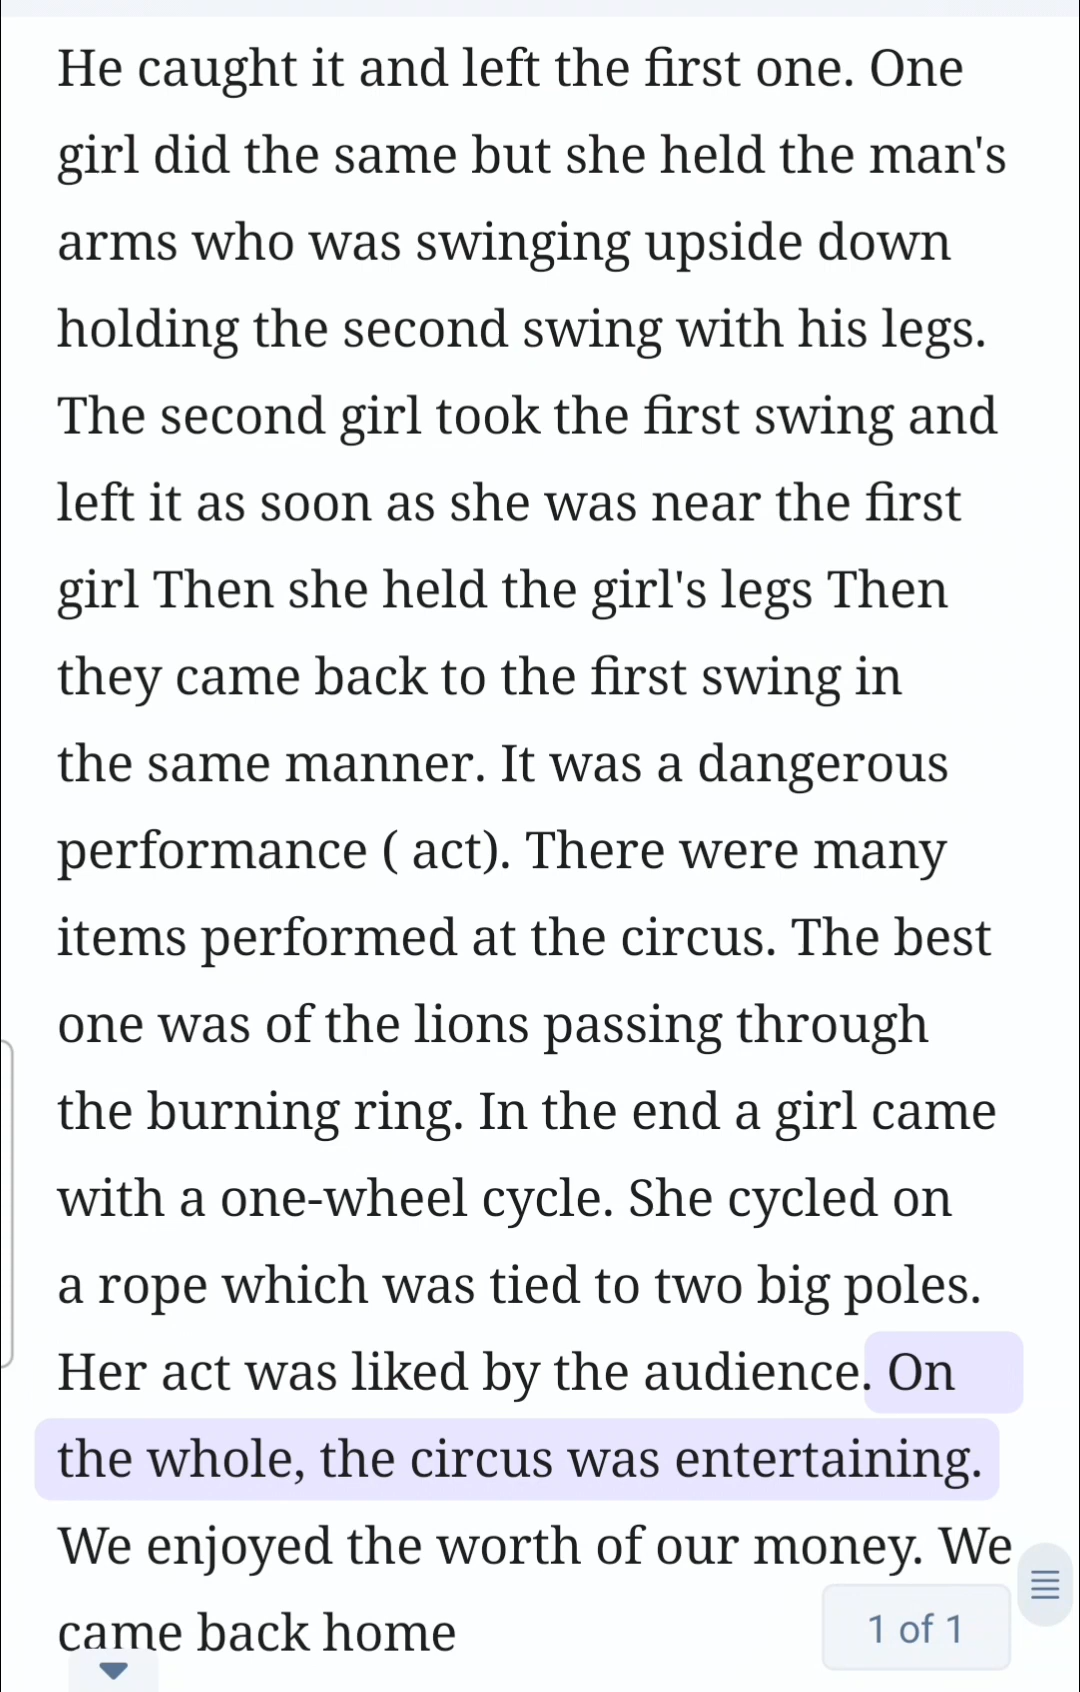 He caught it and left the first one. One
girl did the same but she held the man's
arms who was swinging upside down
holding the second swing with his legs.
The second girl took the first swing and
left it as soon as she was near the first
girl Then she held the girl's legs Then
they came back to the first swing in
the same manner. It was a dangerous
performance ( act). There were many
items performed at the circus. The best
one was of the lions passing through
the burning ring. In the end a girl came
with a one-wheel cycle. She cycled on
a rope which was tied to two big poles.
Her act was liked by the audience. On
the whole, the circus was entertaining.
We enjoyed the worth of our money. We
came back home
1 of 1